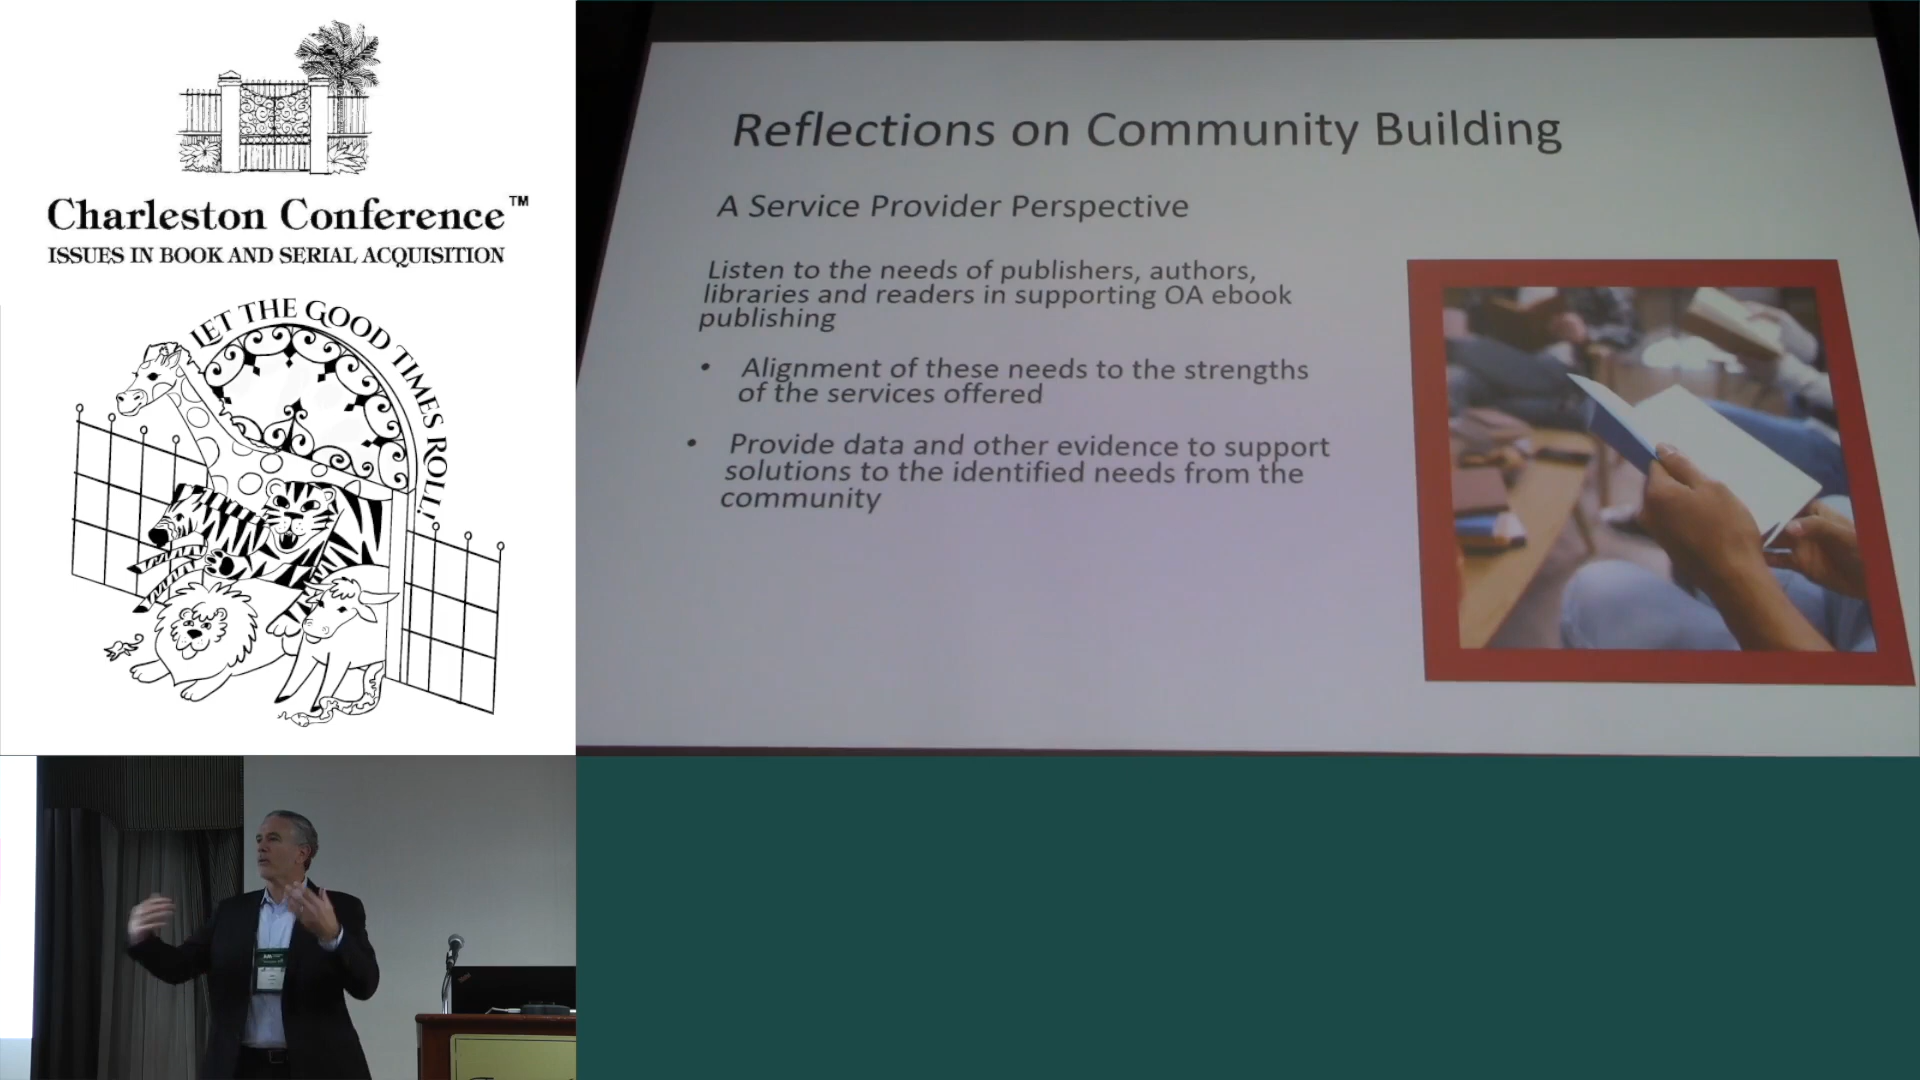 Charleston Conference™
ISSUES IN BOOK AND SERIAL ACQUISITION
LET THE GOOD TIMES ROLL!
Reflections on Community Building
A Service Provider Perspective
Listen to the needs of publishers, authors,
libraries and readers in supporting OA ebook
publishing
• Alignment of these needs to the strengths
of the services offered
• Provide data and other evidence to support
solutions to the identified needs from the
community